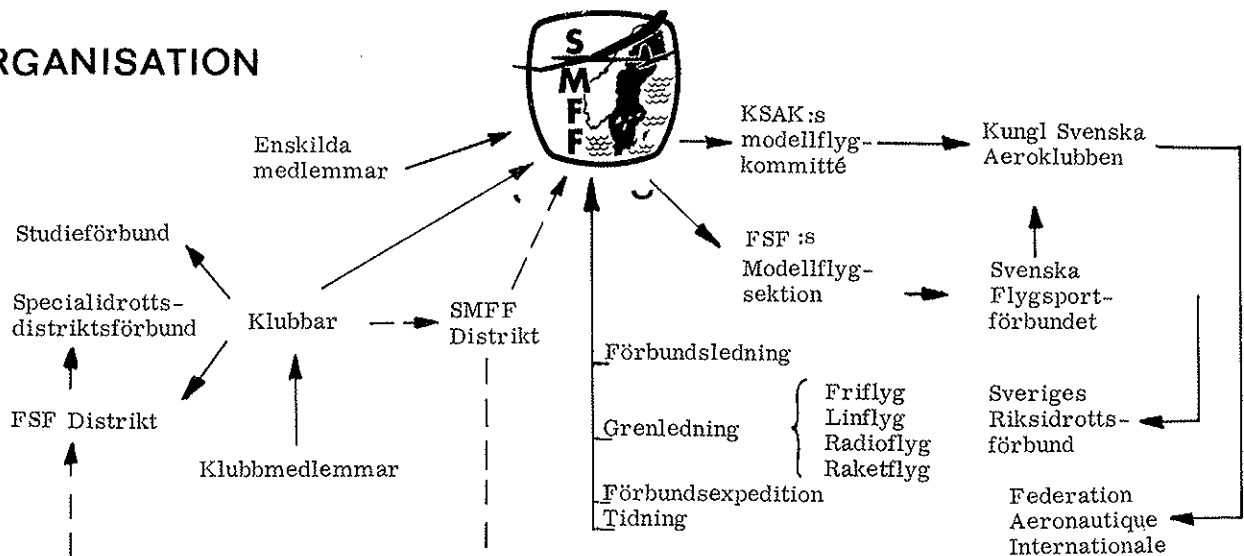 RGANISATION
S
M
F
F F
Enskilda
medlemmar
KSAK:s
modellflyg-
kommitté
Kungl Svenska
Aeroklubben
Studieförbund
FSF:s
Modellflyg-
sektion
Svenska
Flygsport-
förbundet
Specialidrotts-
distriktsförbund
Klubbar
SMFF
Distrikt
Förbundsledning
FSF Distrikt
Klubbmedlemmar
Grenledning
Friflyg
Linflyg
Radioflyg
Raketflyg
Sveriges
Riksidrotts-
förbund
Förbundsexpedition
Tidning
Federation
Aeronautique
Internationale